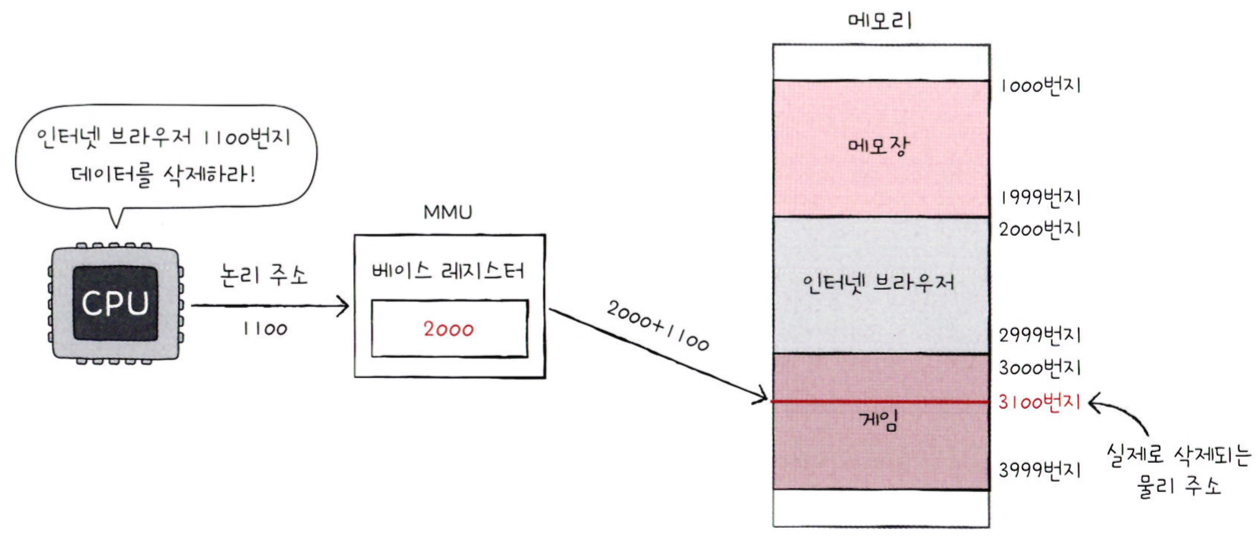 메모리
1000번지
인터넷 브라우저 1100번지
데이터를 삭제하라!
메모장
1999번지
MMU
2000번지
논리 주소
베이스 레지스터
인터넷 브라우저
CPU
1100
2000
2000+1100
2999번지
3000번지
3100번지
게임
실제로 삭제되는
물리 주소
3999번지